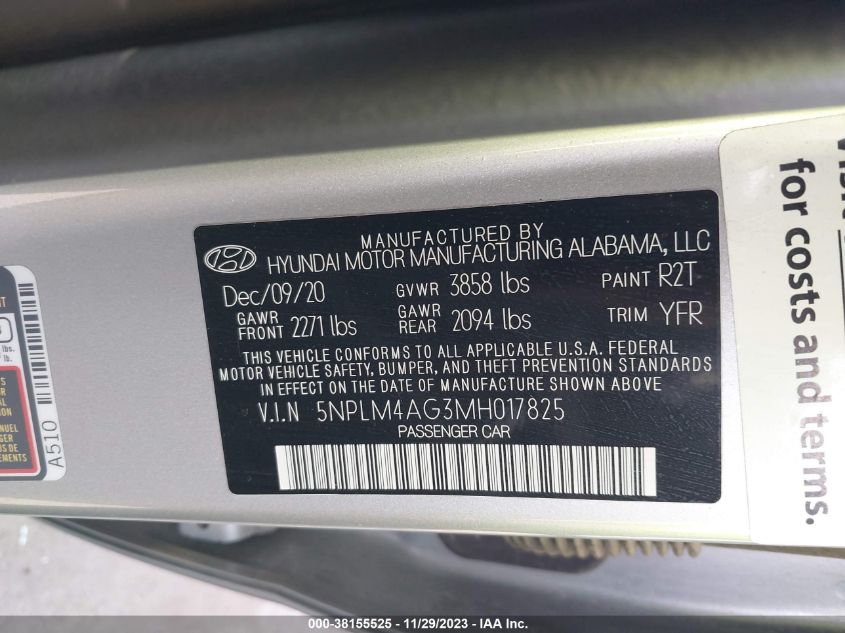 MANUFACTURED BY
HYUNDAI MOTOR MANUFACTURING ALABAMA, LLC
Dec/09/20 GVWR 3858 lbs PAINT R2T
GAWR FRONT 2271 lbs GAWR REAR 2094 lbs TRIM YFR
THIS VEHICLE CONFORMS TO ALL APPLICABLE U.S.A. FEDERAL
MOTOR VEHICLE SAFETY, BUMPER, AND THEFT PREVENTION STANDARDS
IN EFFECT ON THE DATE OF MANUFACTURE SHOWN ABOVE.
V.I.N 5NPLM4AG3MH017825
PASSENGER CAR
A510
lbs.
lb.
for costs and terms.
000-38155525 - 11/29/2023 - IAA Inc.